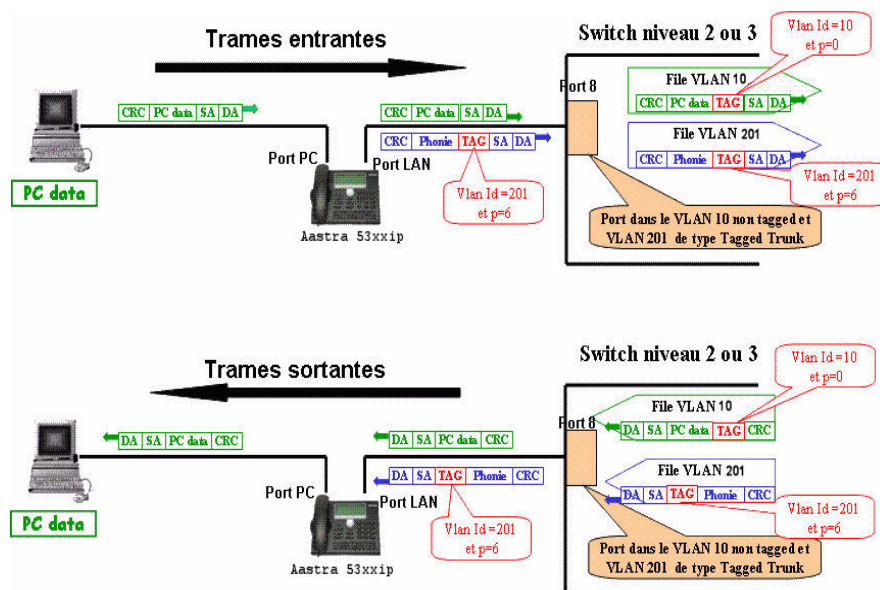 Trames entrantes
Switch niveau 2 ou 3
Vlan Id =10
et p=0
Port 8
File VLAN 10
CRC PC data SA DA
CRC PC data SA DA
CRC PC data TAG SA DA
CRC Phonie TAG SA DA
File VLAN 201
CRC Phonie TAG SA DA
Port PC
Port LAN
Vlan Id =201
et p=6
Vlan Id =201
et p=6
PC data
Aastra 53xxip
Port dans le VLAN 10 non tagged et
VLAN 201 de type Tagged Trunk
Trames sortantes
Switch niveau 2 ou 3
Vlan Id =10
et p=0
Port 8
File VLAN 10
DA SA PC data CRC
DA SA PC data CRC
DA SA PC data TAG CRC
DA SA TAG Phonie CRC
File VLAN 201
DA SA TAG Phonie CRC
Port PC
Port LAN
Vlan Id =201
et p=6
Vlan Id =201
et p=6
PC data
Aastra 53xxip
Port dans le VLAN 10 non tagged et
VLAN 201 de type Tagged Trunk